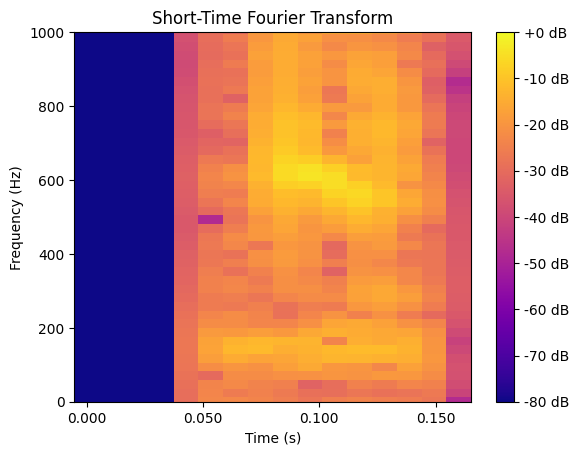 Short-Time Fourier Transform
Frequency (Hz)
1000
800
600
400
200
0
0.000
0.050
0.100
0.150
Time (s)
+0 dB
-10 dB
-20 dB
-30 dB
-40 dB
-50 dB
-60 dB
-70 dB
-80 dB